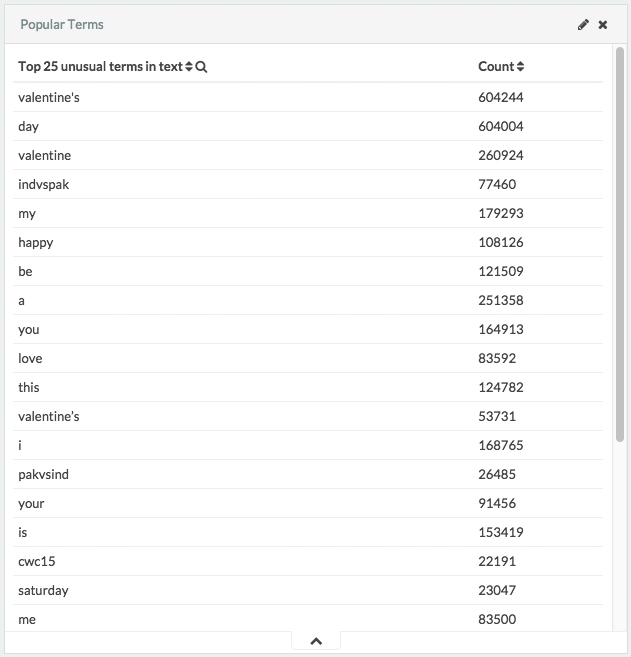 Popular Terms
Top 25 unusual terms in text Count
valentine's 604244
day 604004
valentine 260924
indvspak 77460
my 179293
happy 108126
be 121509
a 251358
you 164913
love 83592
this 124782
valentine’s 53731
i 168765
pakvsind 26485
your 91456
is 153419
cwc15 22191
saturday 23047
me 83500